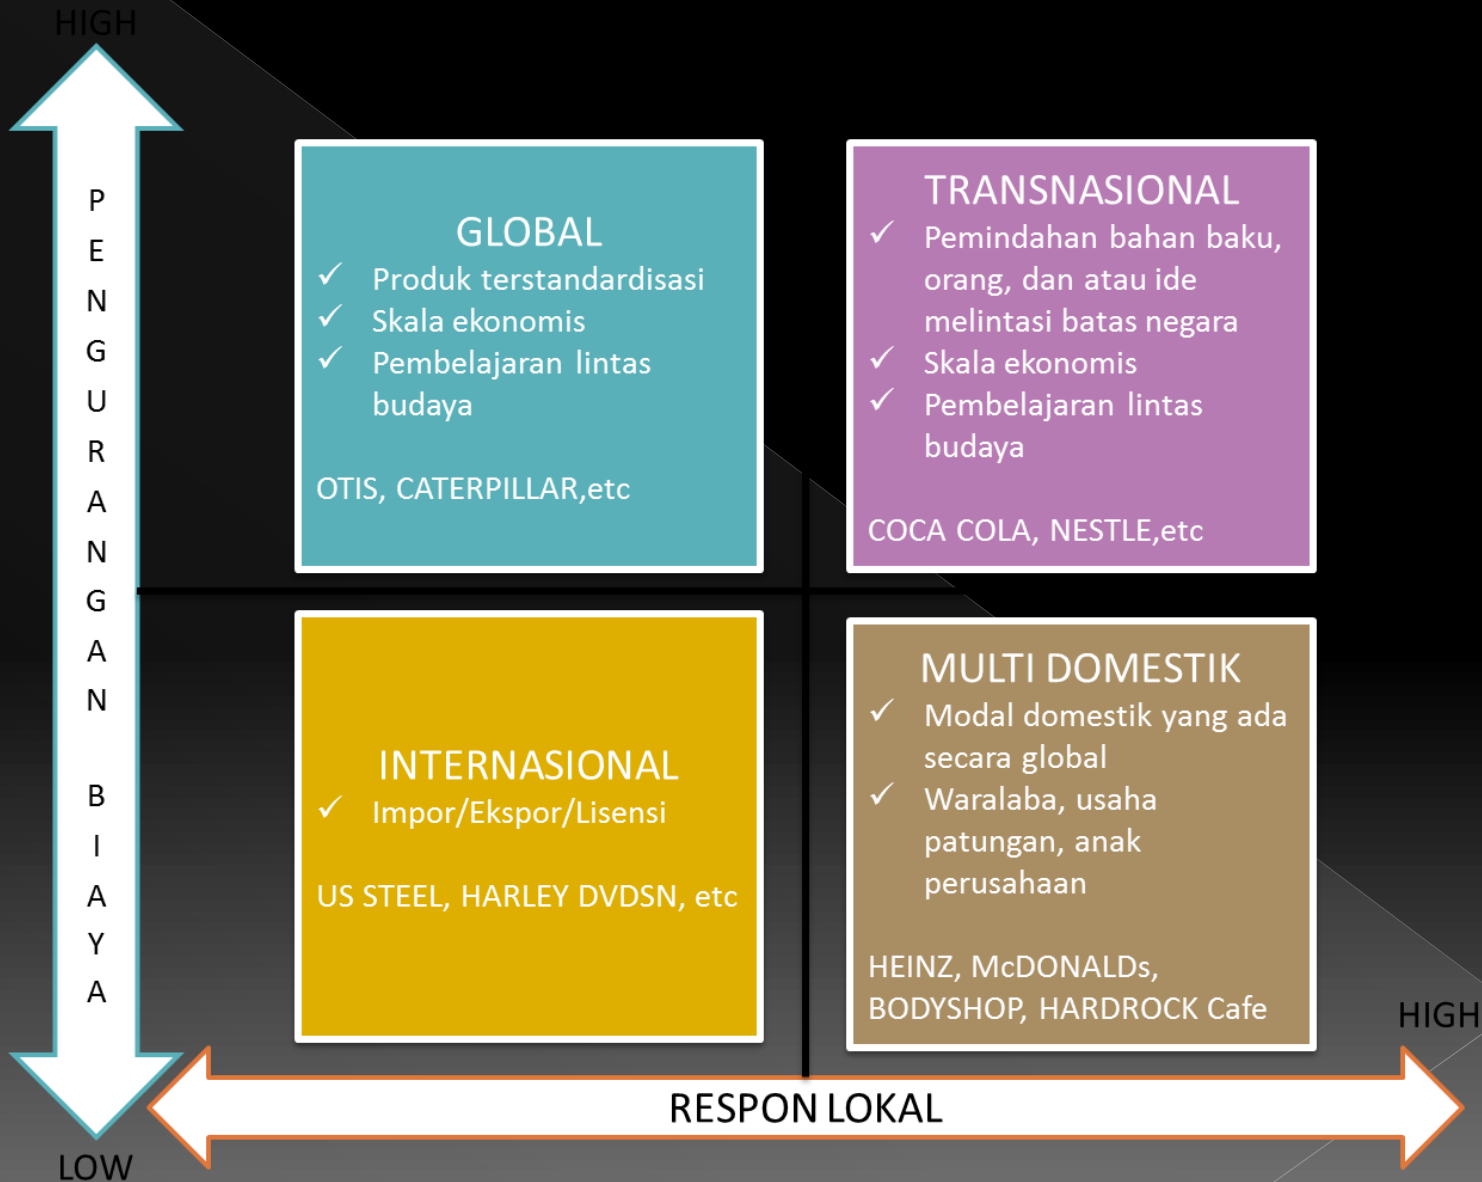 HIGH
PENGURANGAN BIAYA
LOW
GLOBAL
✓ Produk terstandardisasi
✓ Skala ekonomis
✓ Pembelajaran lintas
budaya
OTIS, CATERPILLAR,etc
TRANSNASIONAL
✓ Pemindahan bahan baku,
orang, dan atau ide
melintasi batas negara
✓ Skala ekonomis
✓ Pembelajaran lintas
budaya
COCA COLA, NESTLE,etc
INTERNASIONAL
✓ Impor/Ekspor/Lisensi
US STEEL, HARLEY DVDSN, etc
MULTI DOMESTIK
✓ Modal domestik yang ada
secara global
✓ Waralaba, usaha
patungan, anak
perusahaan
HEINZ, McDONALDs,
BODYSHOP, HARDROCK Cafe
HIGH
RESPON LOKAL